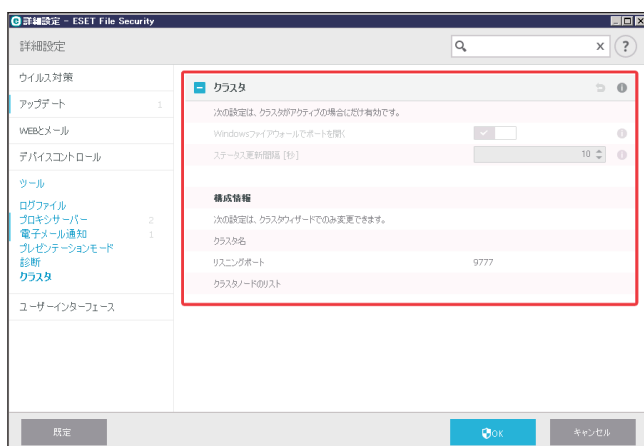 詳細設定 - ESET File Security
詳細設定
x
?
ウイルス対策
アップデート 1
WEBとメール
デバイスコントロール
ツール
ログファイル
プロキシサーバー 2
電子メール通知 1
プレゼンテーションモード
診断
クラスタ
ユーザーインターフェース
クラスタ
次の設定は、クラスタがアクティブの場合にだけ有効です。
Windowsファイアウォールでポートを開く
ステータス更新間隔 [秒] 10
構成情報
次の設定は、クラスタウィザードでのみ変更できます。
クラスタ名
リスニングポート 9777
クラスタノードのリスト
既定
OK
キャンセル